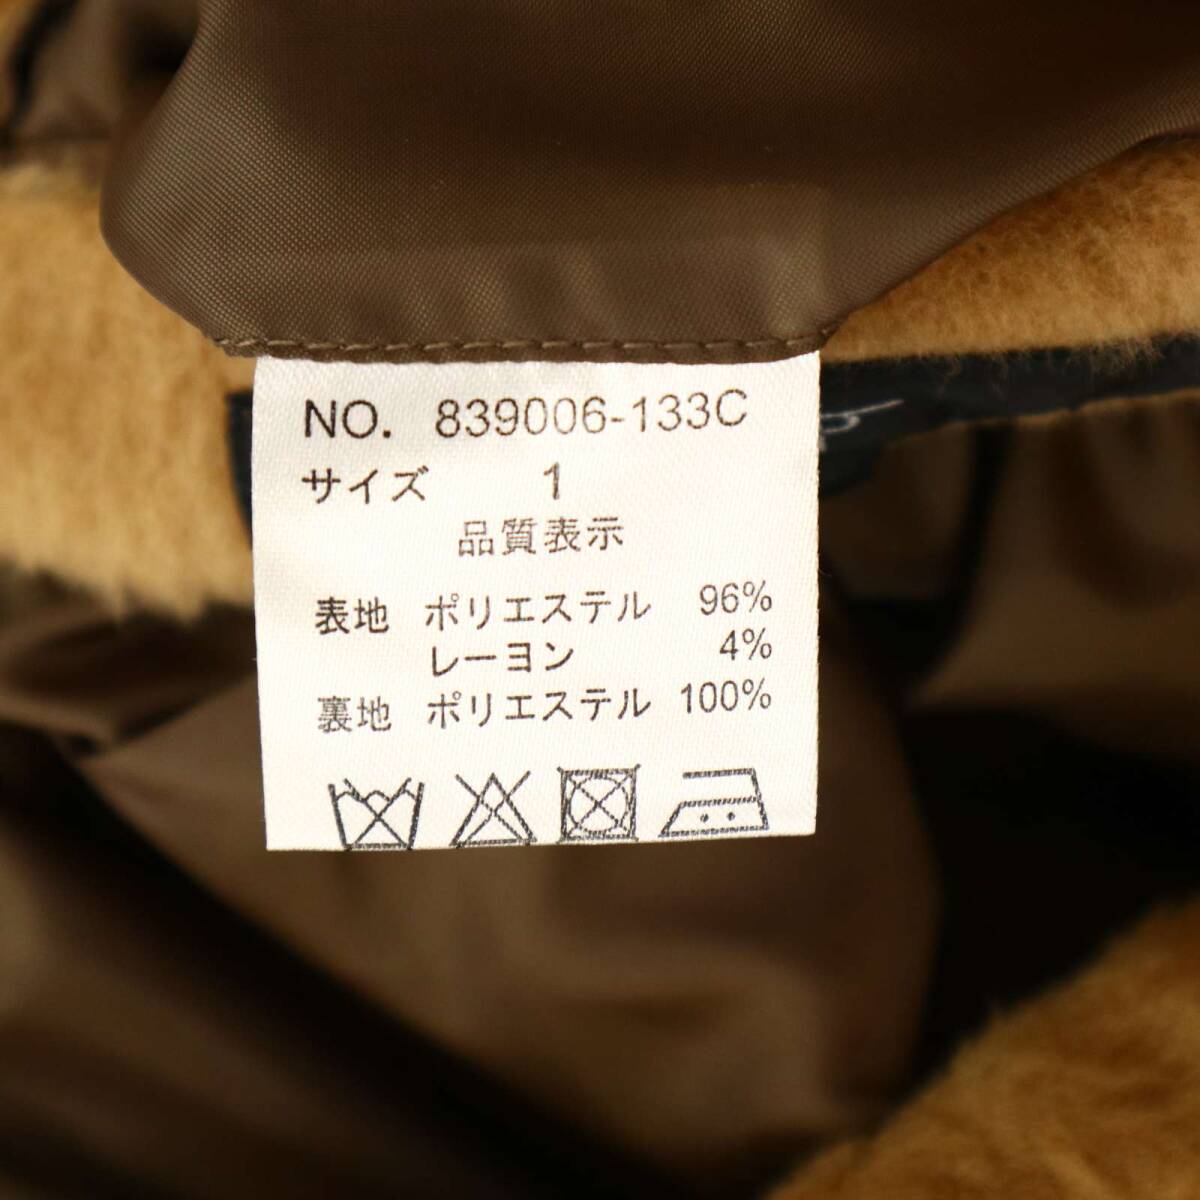 NO. 839006-133C
サイズ 1
品質表示
表地 ポリエステル 96%
レーヨン 4%
裏地 ポリエステル 100%